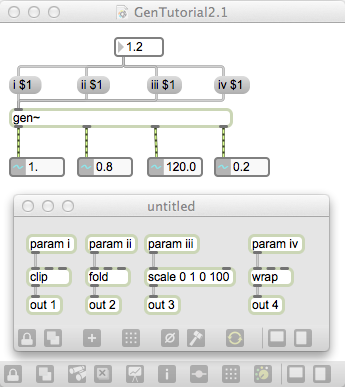 GenTutorial2.1
1.2
i $1 ii $1 iii $1 iv $1
gen~
1. 0.8 120.0 0.2
untitled
param i param ii param iii param iv
clip fold scale 0 1 0 100 wrap
out 1 out 2 out 3 out 4